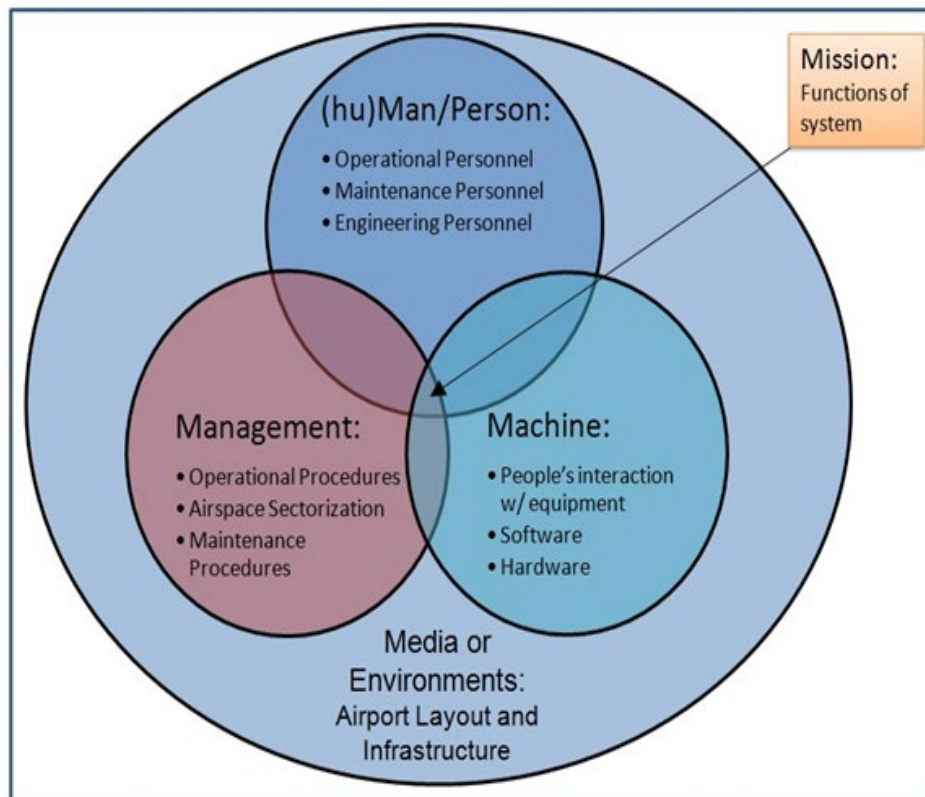 Mission:
Functions of
system
(hu)Man/Person:
• Operational Personnel
• Maintenance Personnel
• Engineering Personnel
Management:
• Operational Procedures
• Airspace Sectorization
• Maintenance
Procedures
Machine:
• People's interaction
w/ equipment
• Software
• Hardware
Media or
Environments:
Airport Layout and
Infrastructure